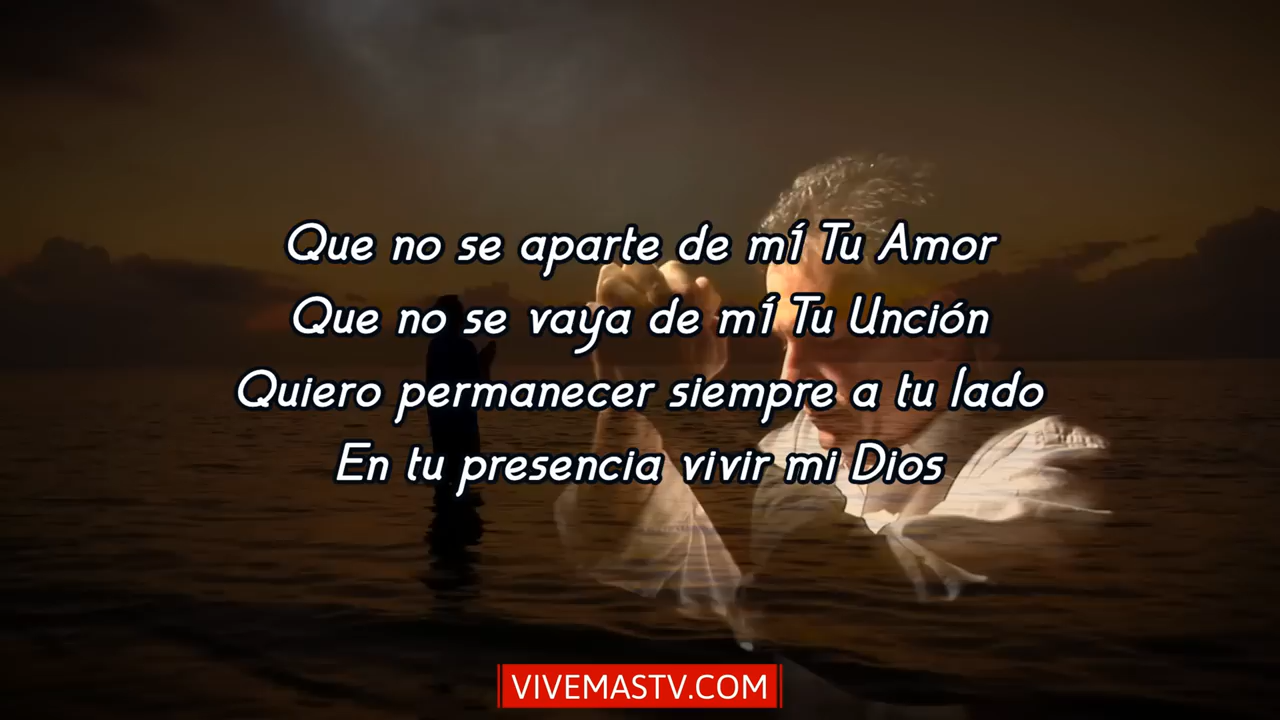 Que no se aparte de mí Tu Amor
Que no se vaya de mí Tu Unción
Quiero permanecer siempre a tu lado
En tu presencia vivir mi Dios
VIVEMASTV.COM